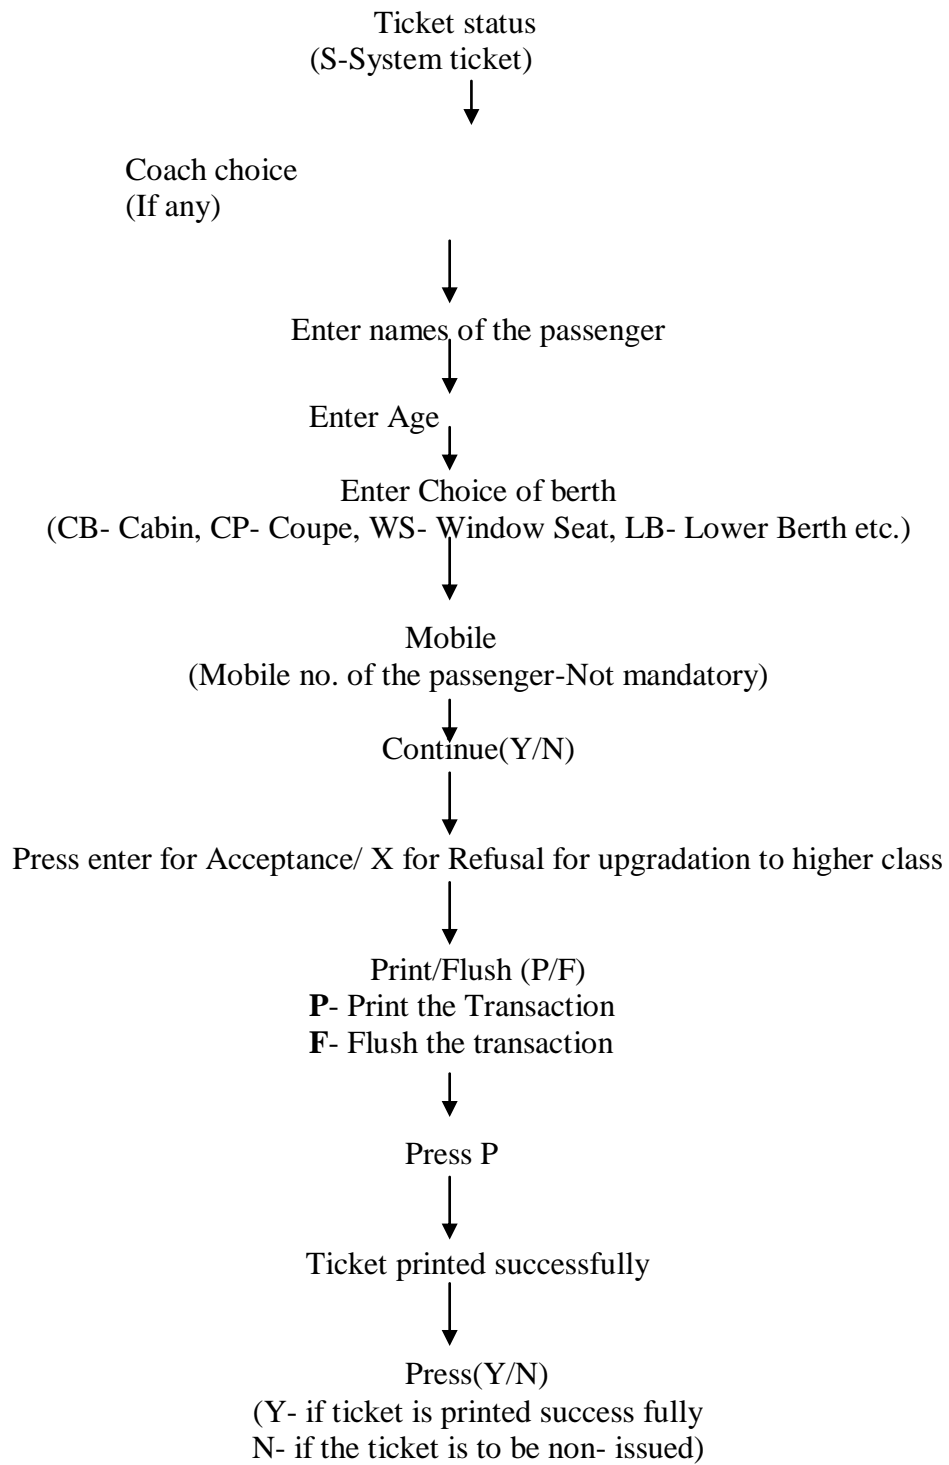 Ticket status
(S-System ticket)
Coach choice
(If any)
Enter names of the passenger
Enter Age
Enter Choice of berth
(CB- Cabin, CP- Coupe, WS- Window Seat, LB- Lower Berth etc.)
Mobile
(Mobile no. of the passenger-Not mandatory)
Continue(Y/N)
Press enter for Acceptance/ X for Refusal for upgradation to higher class
Print/Flush (P/F)
P- Print the Transaction
F- Flush the transaction
Press P
Ticket printed successfully
Press(Y/N)
(Y- if ticket is printed success fully
N- if the ticket is to be non- issued)